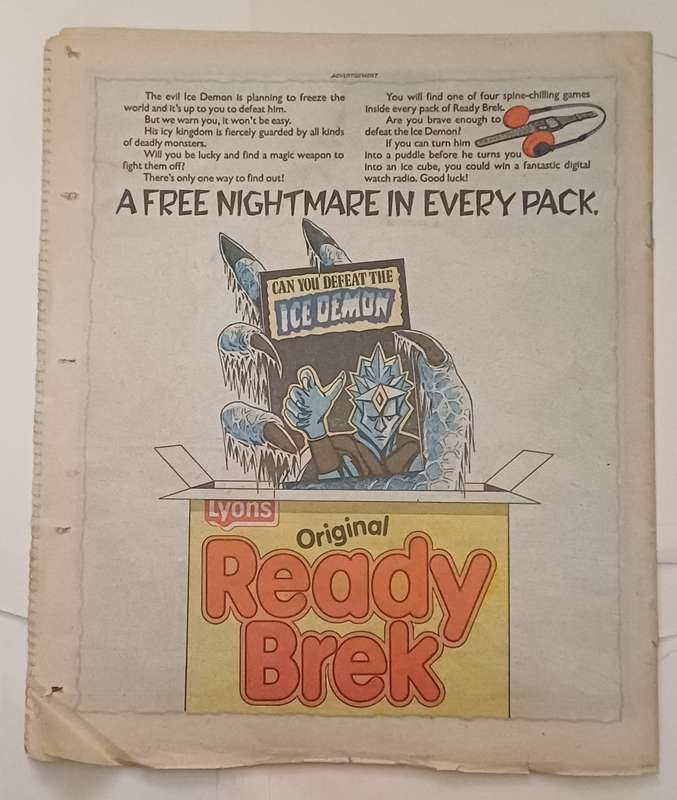 ADVERTISEMENT
The evil Ice Demon is planning to freeze the
world and it's up to you to defeat him.
But we warn you, it won't be easy.
His icy kingdom is fiercely guarded by all kinds
of deadly monsters.
Will you be lucky and find a magic weapon to
fight them off?
There's only one way to find out!
You will find one of four spine-chilling games
inside every pack of Ready Brek.
Are you brave enough to
defeat the Ice Demon?
If you can turn him
into a puddle before he turns you
into an ice cube, you could win a fantastic digital
watch radio. Good luck!
A FREE NIGHTMARE IN EVERY PACK.
CAN YOU DEFEAT THE
ICE DEMON
Lyons
Original
Ready
Brek